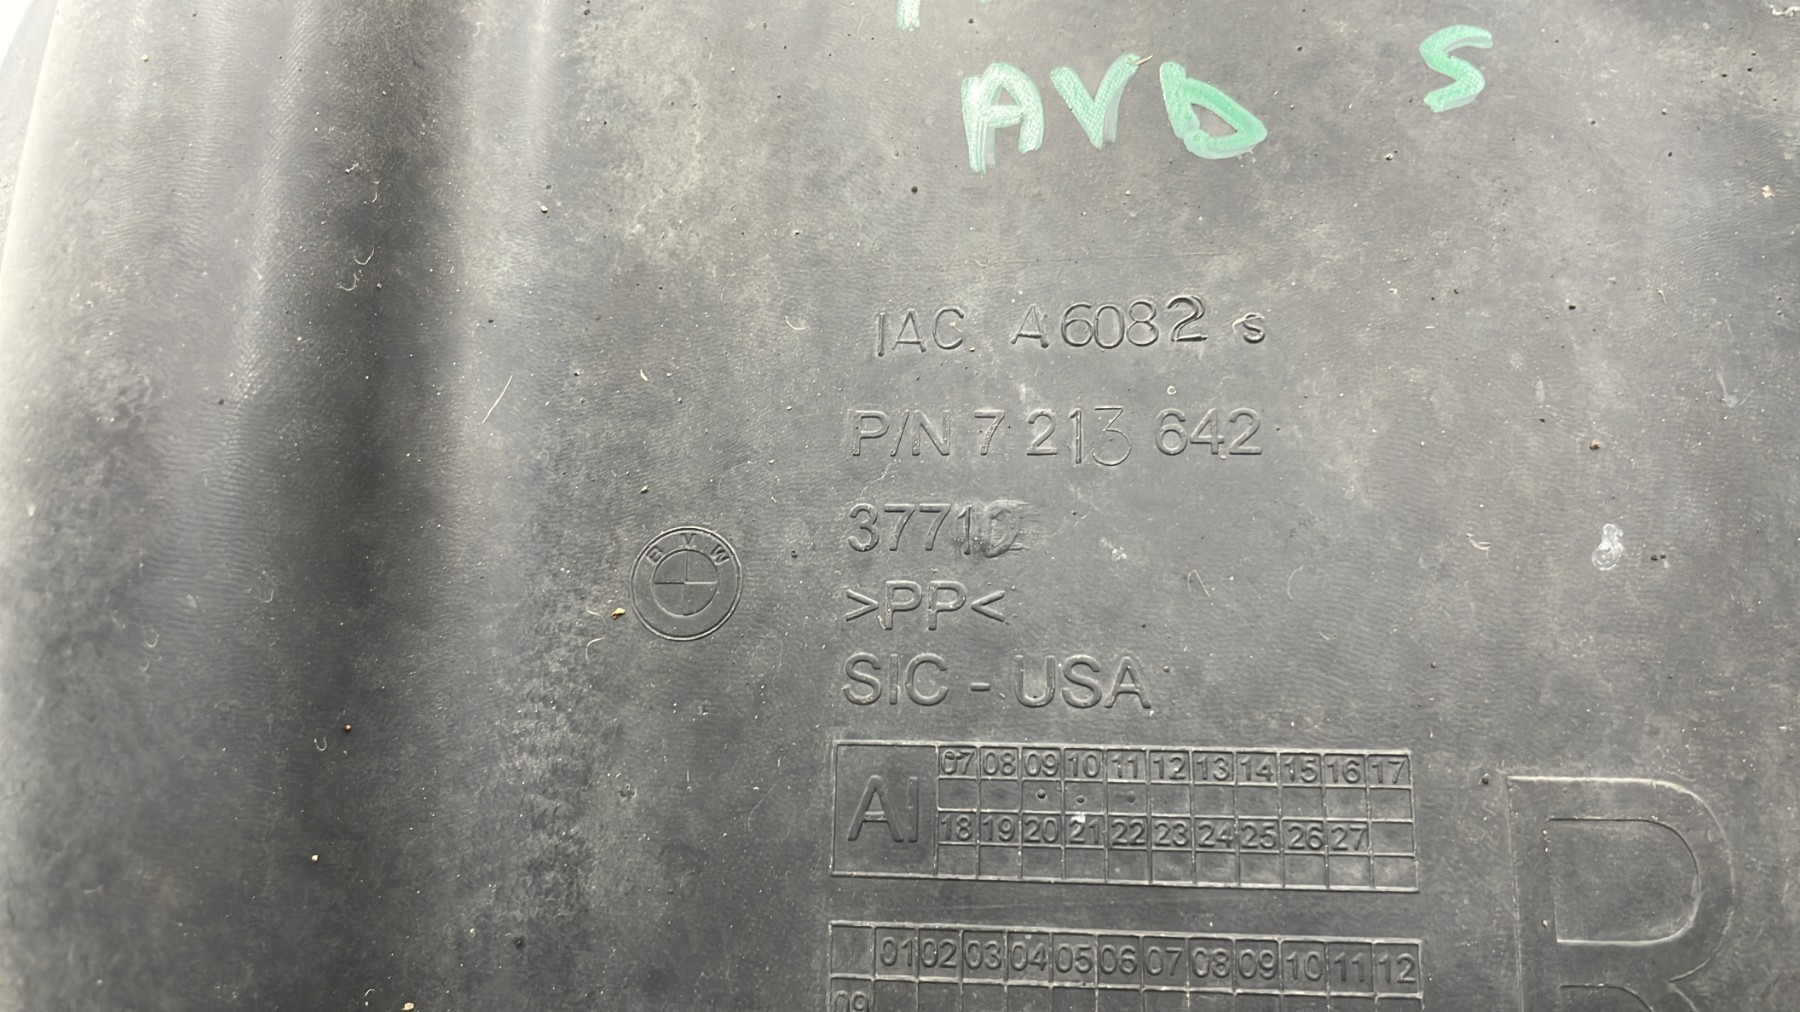 AVD S
IAC A6082 s
P/N 7 213 642
>PP<
BMW
SIC - USA
AI
07 08 09 10 11 12 13 14 15 16 17
18 19 20 21 22 23 24 25 26 27
01 02 03 04 05 06 07 08 09 10 11 12
09
R